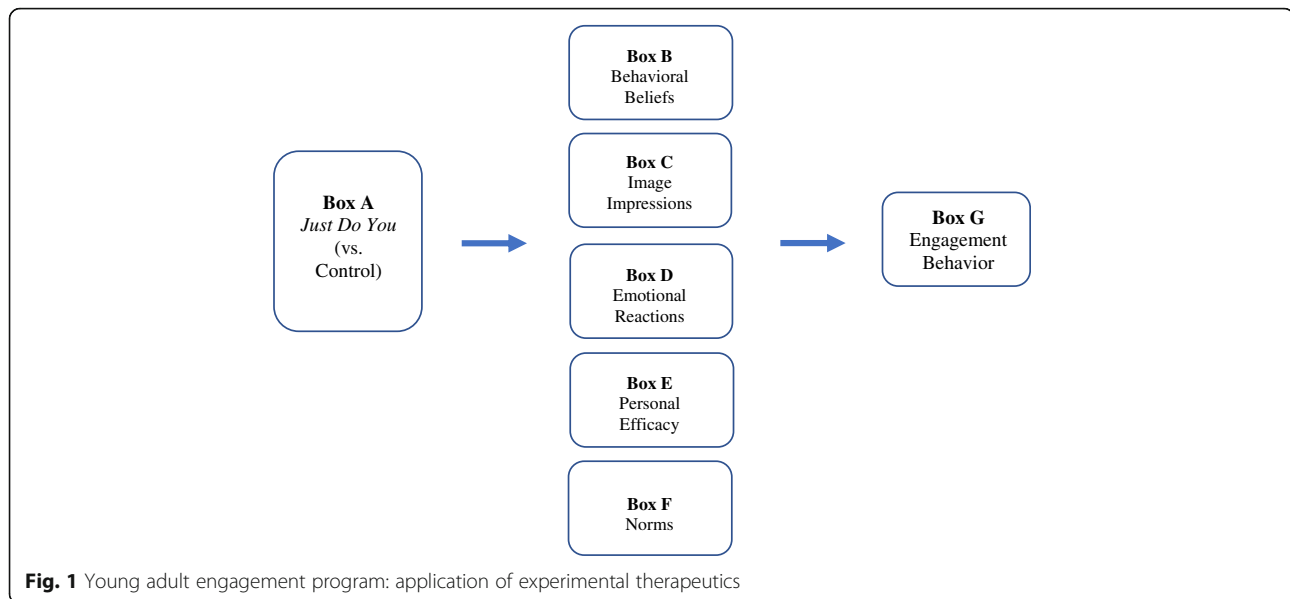 Box A
Just Do You
(vs.
Control)
Box B
Behavioral
Beliefs
Box C
Image
Impressions
Box D
Emotional
Reactions
Box E
Personal
Efficacy
Box F
Norms
Box G
Engagement
Behavior
Fig. 1 Young adult engagement program: application of experimental therapeutics